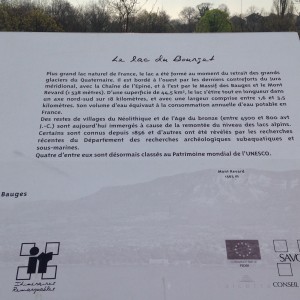 Le lac du Bourget
Plus grand lac naturel de France, le lac a été formé au moment du retrait des grands
glaciers du Quaternaire. Il est bordé à l'ouest par les derniers contreforts du Jura
méridional, avec la Chaîne de l'Epine, et à l'est par le Massif des Bauges et le Mont
Revard (1 538 mètres). D'une superficie de 44,5 km², le lac s'étire tout en longueur dans
un axe nord-sud sur 18 kilomètres, et avec une largeur comprise entre 1,6 et 3,5
kilomètres. Son volume d'eau équivaut à la consommation annuelle d'eau potable en
France.
Des restes de villages du Néolithique et de l'âge du bronze (entre 4500 et 800 av
J.-C.) sont aujourd'hui immergés à cause de la remontée du niveau des lacs alpins.
Certains sont connus depuis 1856 et d'autres ont été révélés par les recherches
récentes du Département des recherches archéologiques subaquatiques et
sous-marines.
Quatre d'entre eux sont désormais classés au Patrimoine mondial de l'UNESCO.
Mont Revard
Bauges
ir
Itinéraires
Remarquables
SAVO
CONSEIL